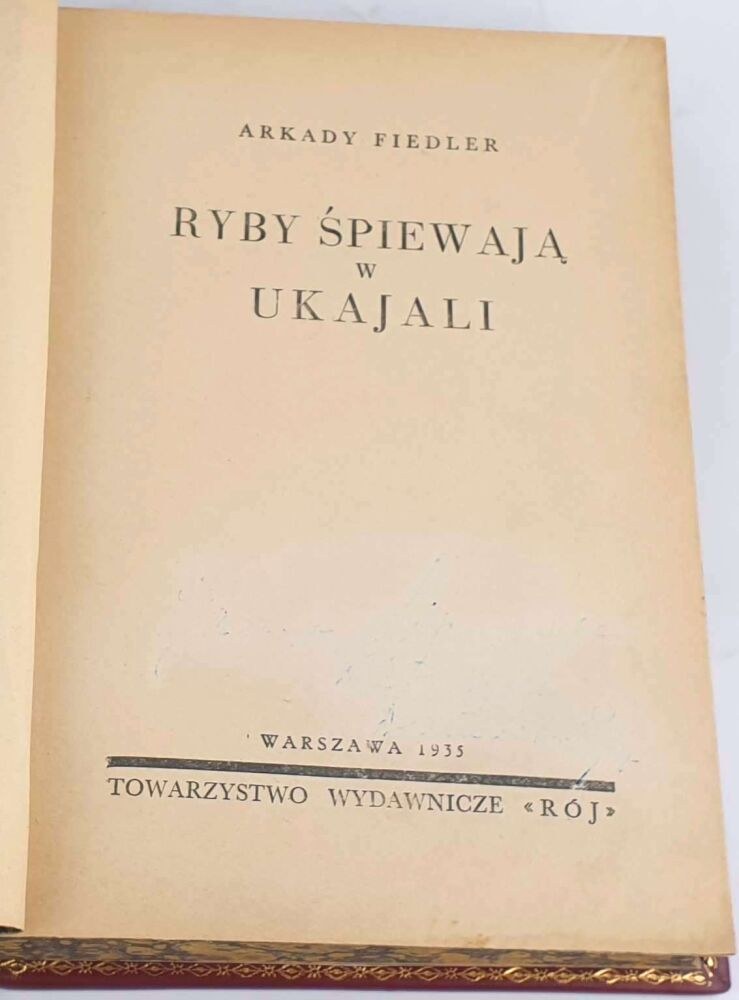 ARKADY FIEDLER
RYBY ŚPIEWAJĄ
W
UKAJALI
WARSZAWA 1935
TOWARZYSTWO WYDAWNICZE «RÓJ»